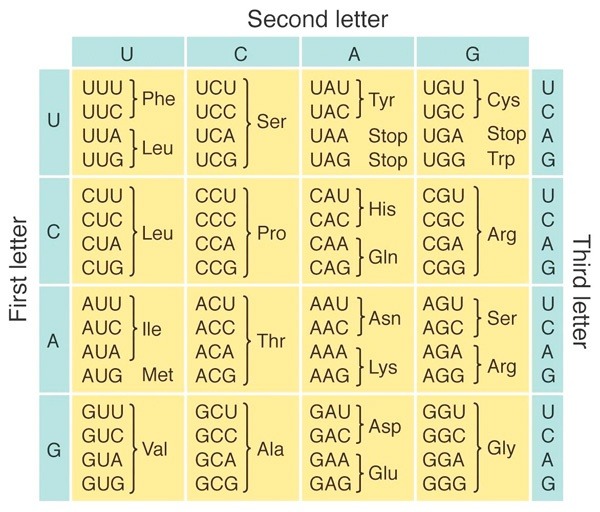 Second letter
U C A G
First letter
Third letter
U
UUU
UUC
Phe
UUA
UUG
Leu
UCU
UCC
UCA
UCG
Ser
UAU
UAC
Tyr
UAA Stop
UAG Stop
UGU
UGC
Cys
UGA Stop
UGG Trp
U
C
A
G
C
CUU
CUC
CUA
CUG
Leu
CCU
CCC
CCA
CCG
Pro
CAU
CAC
His
CAA
CAG
Gln
CGU
CGC
CGA
CGG
Arg
U
C
A
G
A
AUU
AUC
AUA
Ile
AUG Met
ACU
ACC
ACA
ACG
Thr
AAU
AAC
Asn
AAA
AAG
Lys
AGU
AGC
Ser
AGA
AGG
Arg
U
C
A
G
G
GUU
GUC
GUA
GUG
Val
GCU
GCC
GCA
GCG
Ala
GAU
GAC
Asp
GAA
GAG
Glu
GGU
GGC
GGA
GGG
Gly
U
C
A
G